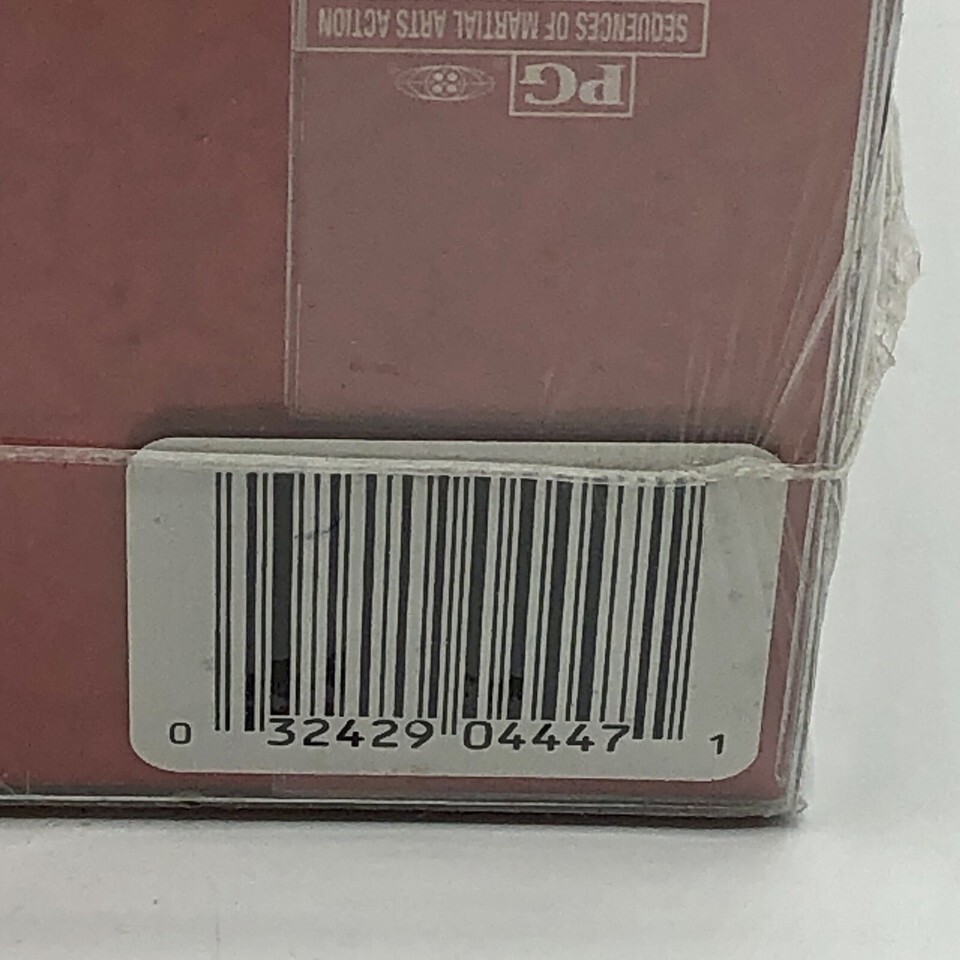 SEQUENCES OF MARTIAL ARTS ACTION
PG
0 32429 04447 1